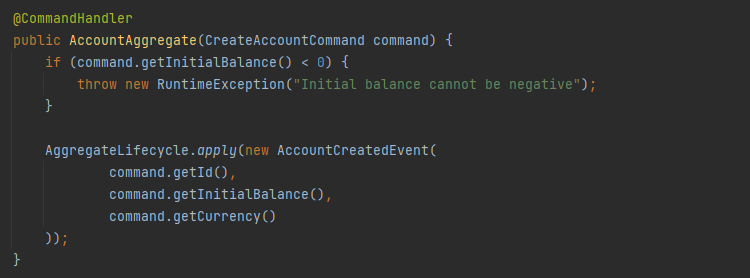 @CommandHandler
public AccountAggregate(CreateAccountCommand command) {
if (command.getInitialBalance() < 0) {
throw new RuntimeException("Initial balance cannot be negative");
}
AggregateLifecycle.apply(new AccountCreatedEvent(
command.getId(),
command.getInitialBalance(),
command.getCurrency()
));
}